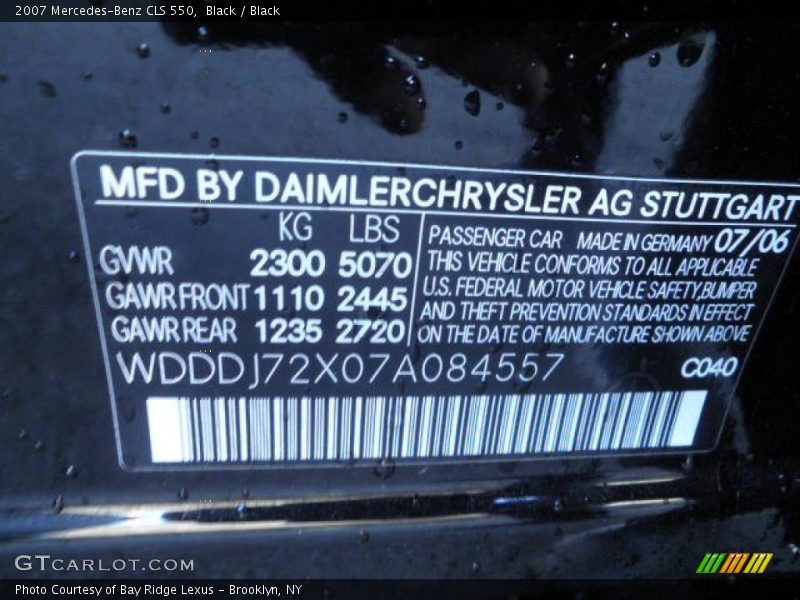 2007 Mercedes-Benz CLS 550, Black / Black
MFD BY DAIMLERCHRYSLER AG STUTTGART
KG LBS
GVWR 2300 5070
GAWR FRONT 1110 2445
GAWR REAR 1235 2720
PASSENGER CAR MADE IN GERMANY 07/06
THIS VEHICLE CONFORMS TO ALL APPLICABLE
U.S. FEDERAL MOTOR VEHICLE SAFETY, BUMPER
AND THEFT PREVENTION STANDARDS IN EFFECT
ON THE DATE OF MANUFACTURE SHOWN ABOVE
WDDDJ72X07A084557 C040
GTCARLOT.COM
Photo Courtesy of Bay Ridge Lexus - Brooklyn, NY